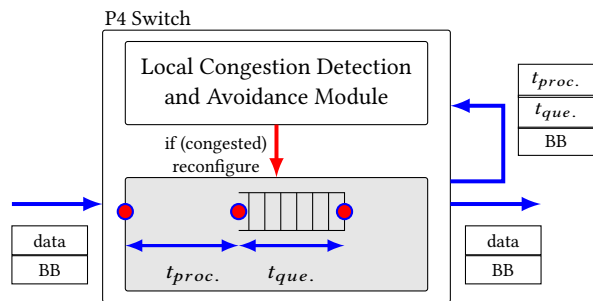 P4 Switch
Local Congestion Detection
and Avoidance Module
if (congested)
reconfigure
t_proc.
t_que.
BB
data
BB
t_proc.
t_que.
data
BB